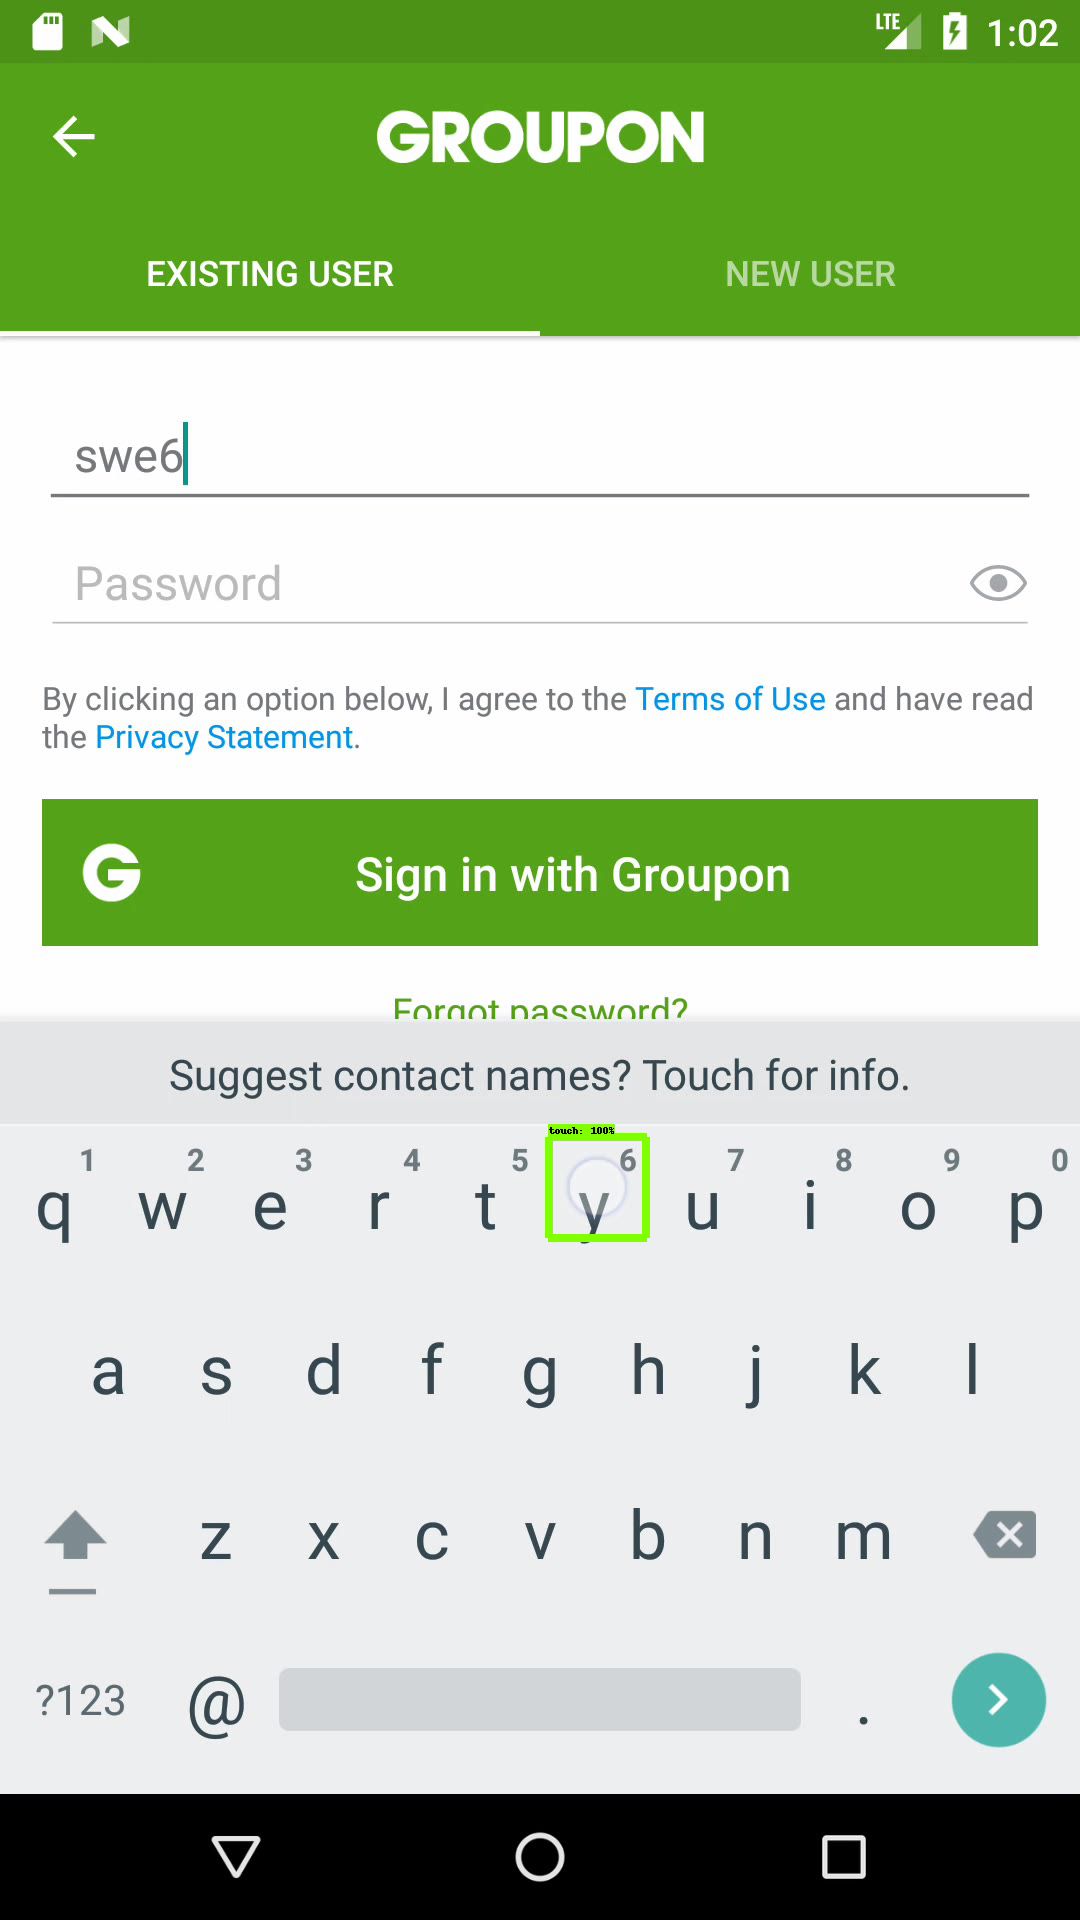 LTE 1:02
GROUPON
EXISTING USER NEW USER
swe6
Password
By clicking an option below, I agree to the Terms of Use and have read
the Privacy Statement.
G Sign in with Groupon
Forgot password?
Suggest contact names? Touch for info.
touch: 100%
1 2 3 4 5 6 7 8 9 0
q w e r t y u i o p
a s d f g h j k l
z x c v b n m
?123 @ .